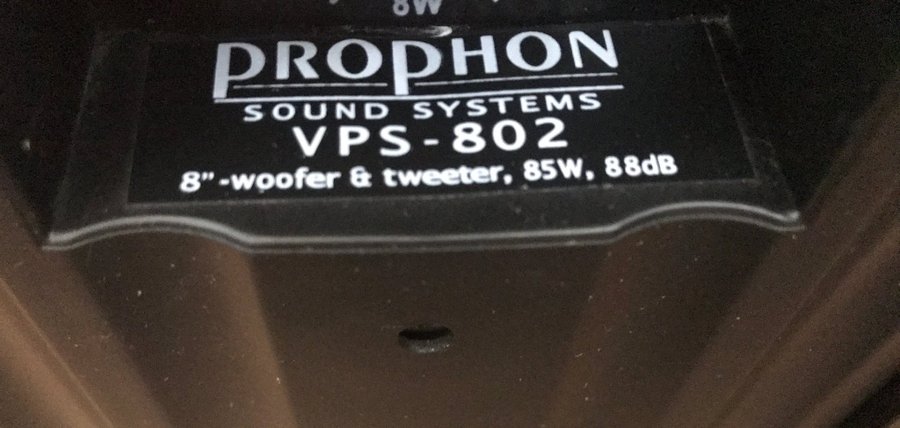 8W
PROPHON
SOUND SYSTEMS
VPS-802
8"-woofer & tweeter, 85W, 88dB